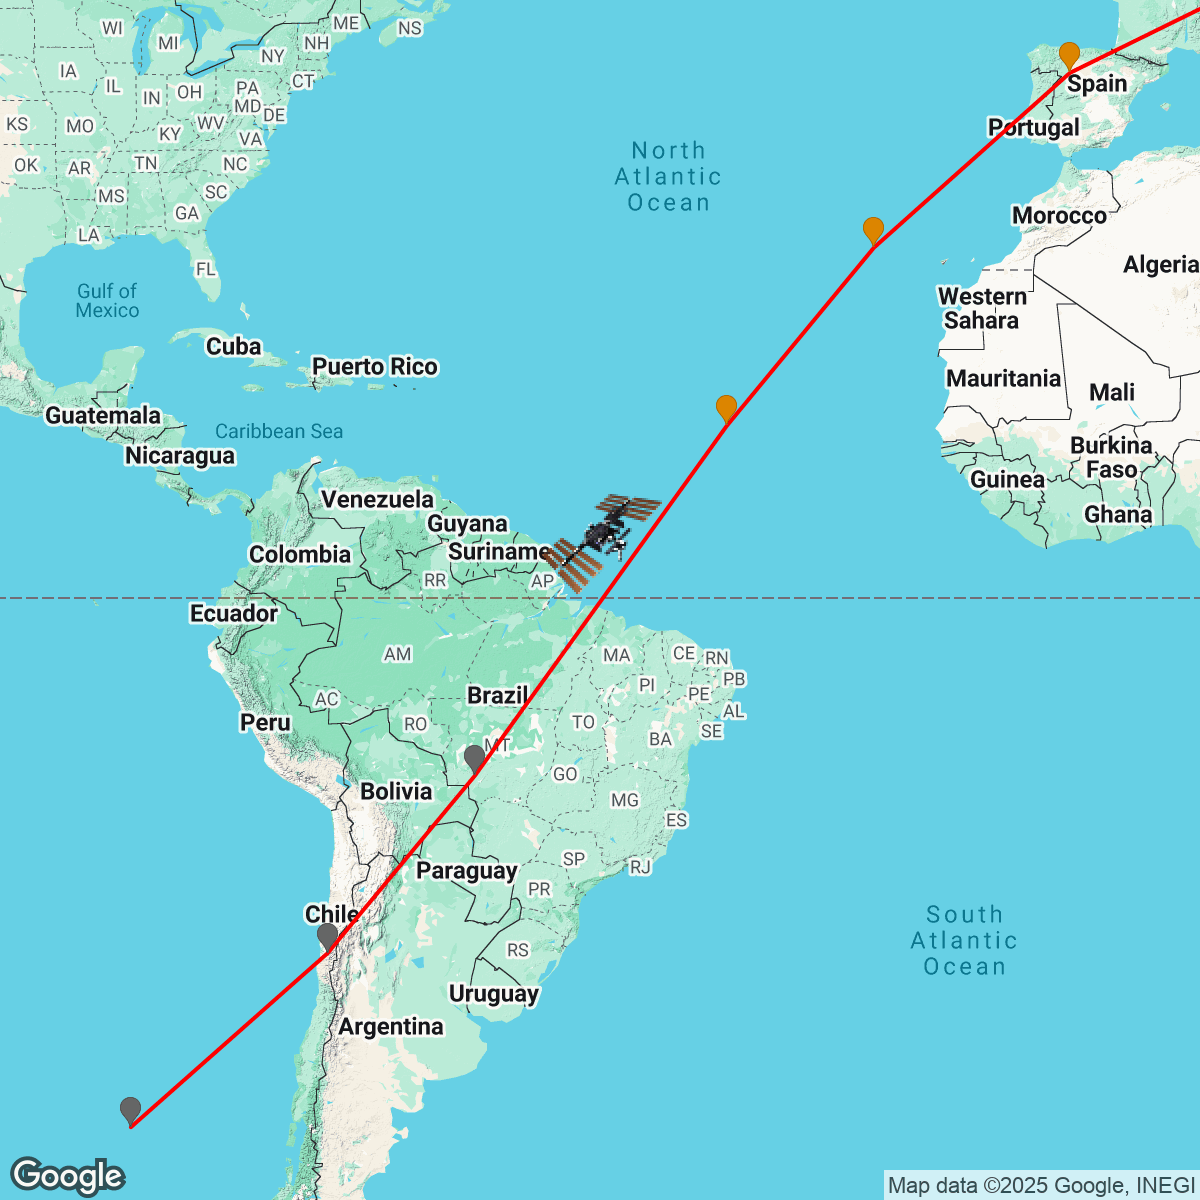 ME
WI
NS
MI
NH
NY
IA
CT
Spain
IL
OH
PA
IN
MD
DE
WV
KS
MO
KY
VA
Portugal
North
Atlantic
Ocean
OK
AR
TN
NC
MS
SC
GA
Morocco
LA
FL
Algeria
Gulf of
Mexico
Western
Sahara
Cuba
Puerto Rico
Mauritania
Mali
Guatemala
Caribbean Sea
Nicaragua
Burkina
Faso
Guinea
Venezuela
Ghana
Guyana
Colombia
Suriname
RR
AP
Ecuador
AM
MA
CE
RN
PB
AC
Brazil
PI
PE
AL
Peru
RO
TO
SE
MT
BA
GO
Bolivia
MG
ES
Paraguay
SP
RJ
PR
Chile
South
Atlantic
Ocean
RS
Uruguay
Argentina
Google
Map data ©2025 Google, INEGI